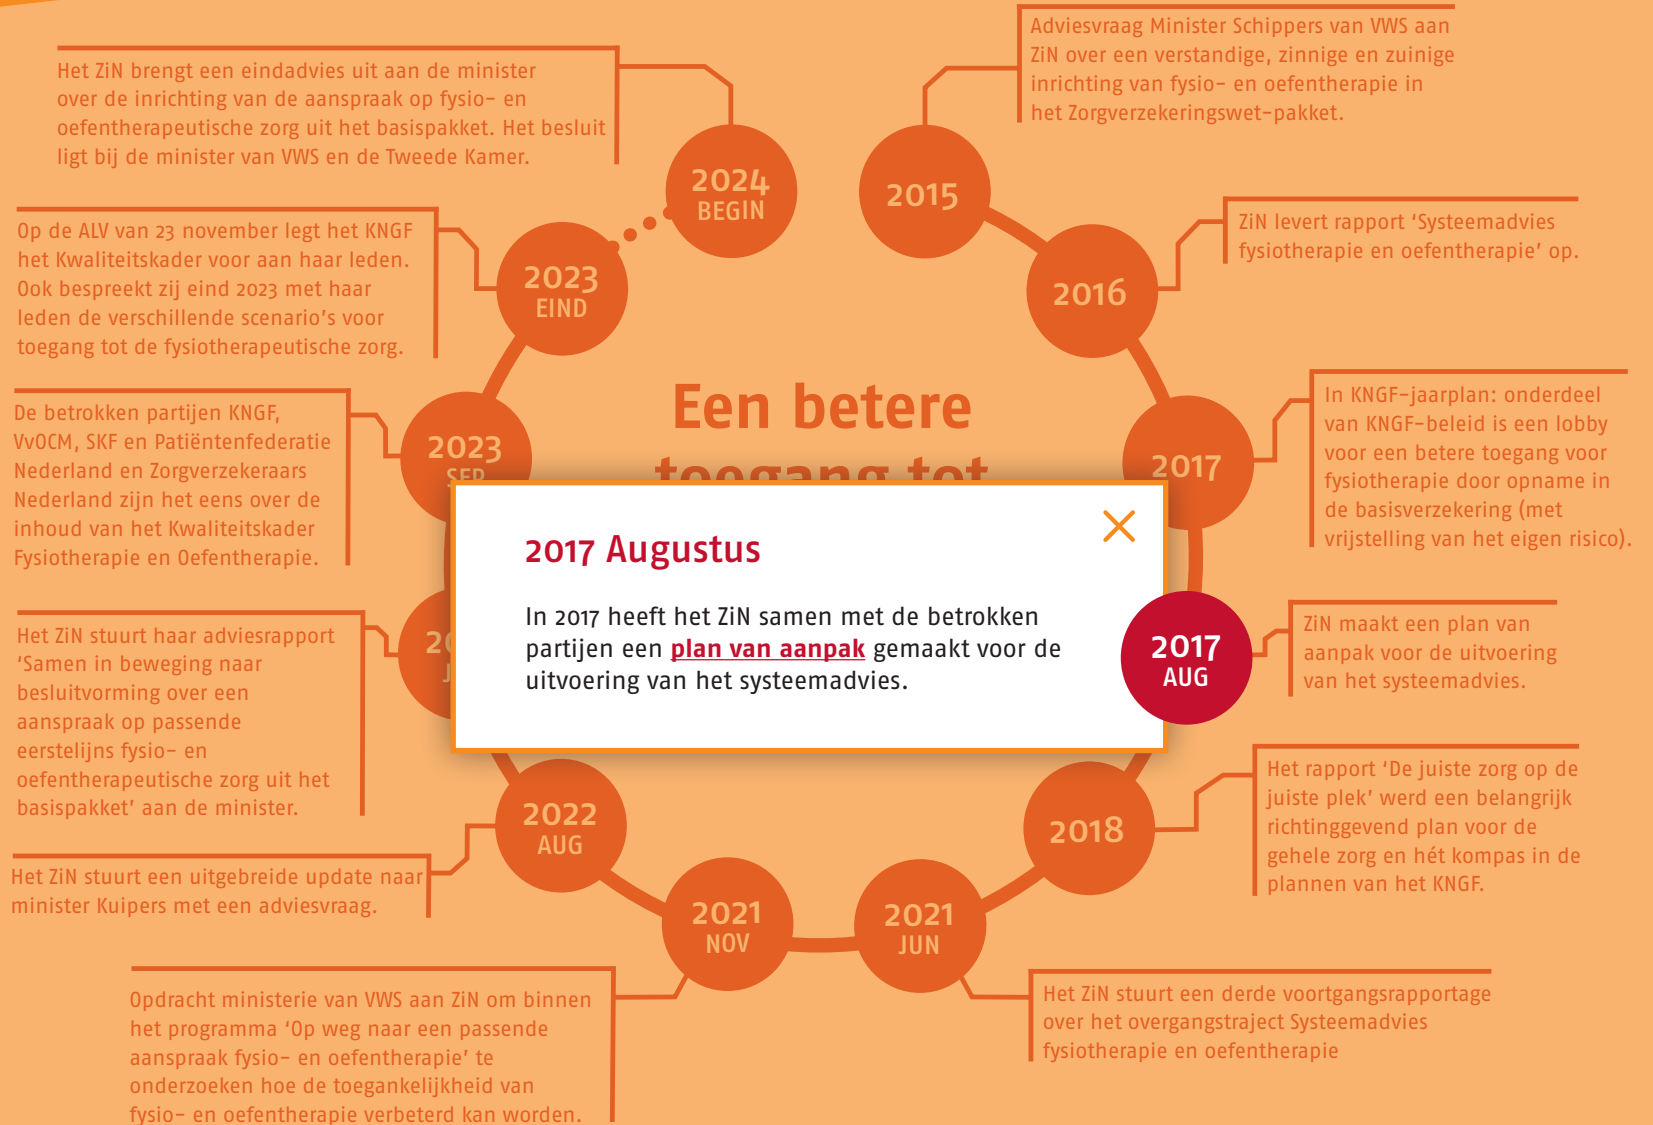 Adviesvraag Minister Schippers van VWS aan
ZiN over een verstandige, zinnige en zuinige
inrichting van fysio- en oefentherapie in
het Zorgverzekeringswet-pakket.
2015
ZiN levert rapport ‘Systeemadvies
fysiotherapie en oefentherapie’ op.
2016
In KNGF-jaarplan: onderdeel
van KNGF-beleid is een lobby
voor een betere toegang voor
fysiotherapie door opname in
de basisverzekering (met
vrijstelling van het eigen risico).
2017
ZiN maakt een plan van
aanpak voor de uitvoering
van het systeemadvies.
2017
AUG
Het rapport ‘De juiste zorg op de
juiste plek’ werd een belangrijk
richtinggevend plan voor de
gehele zorg en hét kompas in de
plannen van het KNGF.
2018
Het ZiN stuurt een derde voortgangsrapportage
over het overgangstraject Systeemadvies
fysiotherapie en oefentherapie
2021
JUN
Opdracht ministerie van VWS aan ZiN om binnen
het programma ‘Op weg naar een passende
aanspraak fysio- en oefentherapie’ te
onderzoeken hoe de toegankelijkheid van
fysio- en oefentherapie verbeterd kan worden.
2021
NOV
Het ZiN stuurt een uitgebreide update naar
minister Kuipers met een adviesvraag.
2022
AUG
Het ZiN stuurt haar adviesrapport
‘Samen in beweging naar
besluitvorming over een
aanspraak op passende
eerstelijns fysio- en
oefentherapeutische zorg uit het
basispakket’ aan de minister.
De betrokken partijen KNGF,
VvOCM, SKF en Patiëntenfederatie
Nederland en Zorgverzekeraars
Nederland zijn het eens over de
inhoud van het Kwaliteitskader
Fysiotherapie en Oefentherapie.
2023
SEP
Op de ALV van 23 november legt het KNGF
het Kwaliteitskader voor aan haar leden.
Ook bespreekt zij eind 2023 met haar
leden de verschillende scenario’s voor
toegang tot de fysiotherapeutische zorg.
2023
EIND
Het ZiN brengt een eindadvies uit aan de minister
over de inrichting van de aanspraak op fysio- en
oefentherapeutische zorg uit het basispakket. Het besluit
ligt bij de minister van VWS en de Tweede Kamer.
2024
BEGIN
Een betere
toegang tot
2017 Augustus
In 2017 heeft het ZiN samen met de betrokken
partijen een plan van aanpak gemaakt voor de
uitvoering van het systeemadvies.